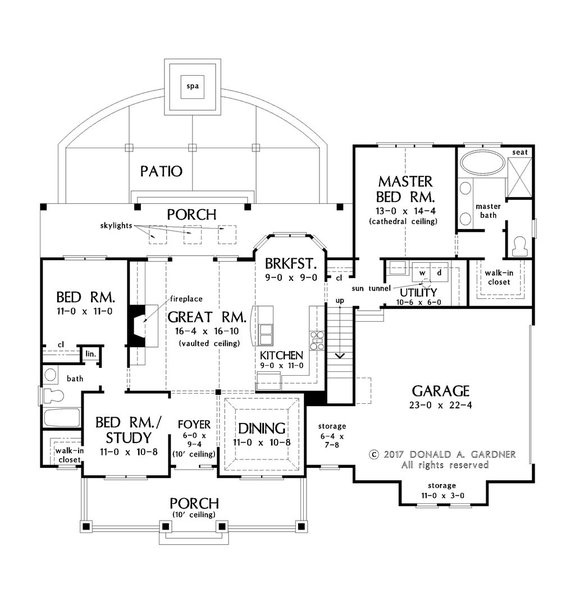 spa
PATIO
seat
MASTER
BED RM.
13-0 x 14-4
(cathedral ceiling)
master
bath
PORCH
skylights
BRKFST.
9-0 x 9-0
cl
w d
sun tunnel
walk-in
closet
UTILITY
10-6 x 6-0
up
BED RM.
11-0 x 11-0
fireplace
GREAT RM.
16-4 x 16-10
(vaulted ceiling)
cl
lin.
KITCHEN
9-0 x 11-0
bath
GARAGE
23-0 x 22-4
BED RM./
STUDY
11-0 x 10-8
FOYER
6-0
x
9-4
(10' ceiling)
DINING
11-0 x 10-8
storage
6-4
x
7-8
walk-in
closet
© 2017 DONALD A. GARDNER
All rights reserved
storage
11-0 x 3-0
PORCH
(10' ceiling)